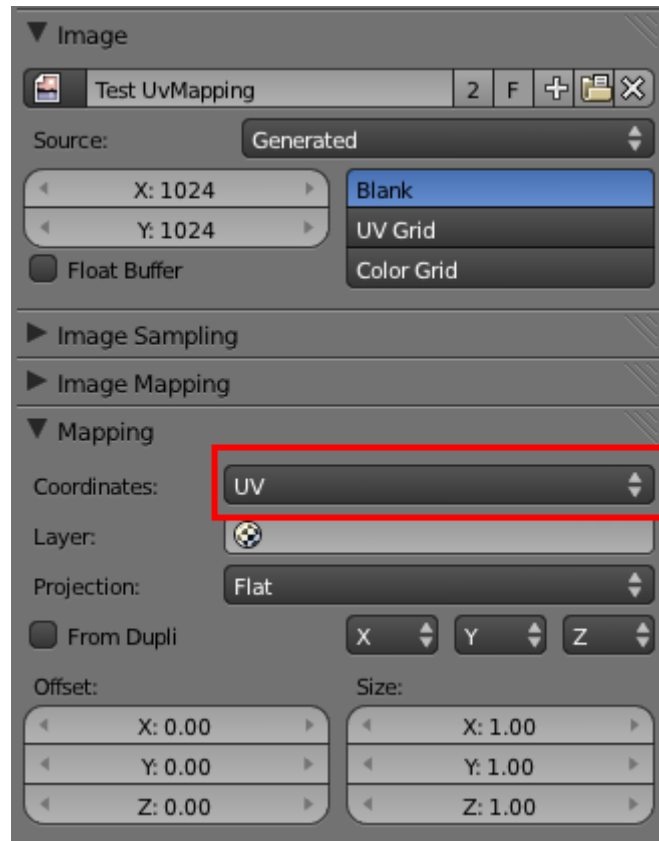 Image
Test UvMapping 2 F
Source: Generated
X: 1024 Blank
Y: 1024 UV Grid
Float Buffer Color Grid
Image Sampling
Image Mapping
Mapping
Coordinates: UV
Layer:
Projection: Flat
From Dupli X Y Z
Offset: Size:
X: 0.00 X: 1.00
Y: 0.00 Y: 1.00
Z: 0.00 Z: 1.00